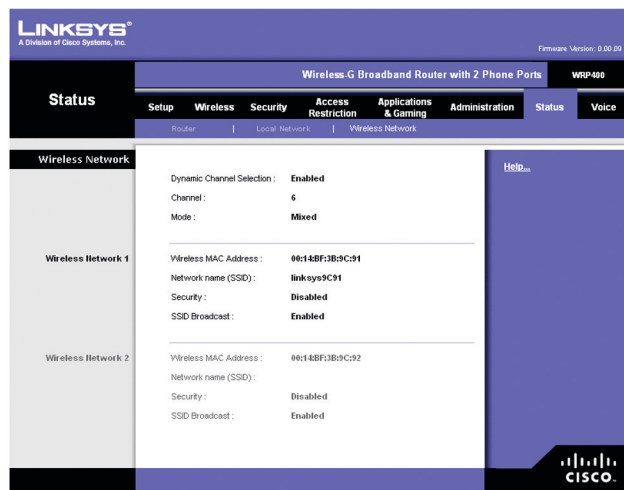 LINKSYS®
A Division of Cisco Systems, Inc.
Firmware Version: 0.00.09
Wireless-G Broadband Router with 2 Phone Ports WRP400
Status
Setup Wireless Security Access Restriction Applications & Gaming Administration Status Voice
Router | Local Network | Wireless Network
Wireless Network
Help...
Dynamic Channel Selection : Enabled
Channel : 6
Mode : Mixed
Wireless Network 1
Wireless MAC Address : 00:14:BF:3B:9C:91
Network name (SSID) : linksys9C91
Security : Disabled
SSID Broadcast : Enabled
Wireless Network 2
Wireless MAC Address : 00:14:BF:3B:9C:92
Network name (SSID) :
Security : Disabled
SSID Broadcast : Enabled
CISCO.